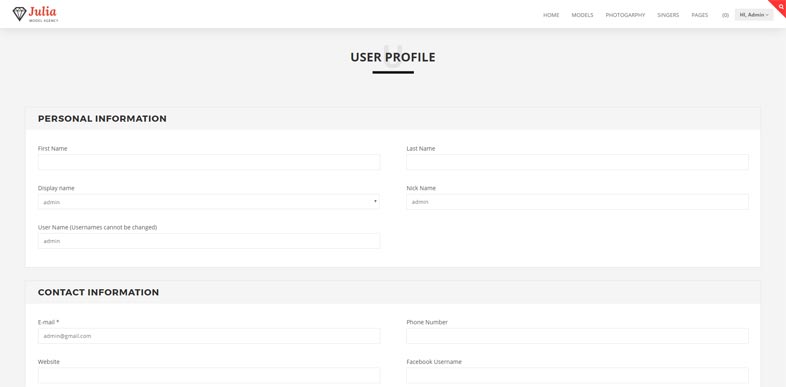 Julia
MODEL AGENCY
HOME MODELS PHOTOGARPHY SINGERS PAGES (0) Hi, Admin
U
USER PROFILE
PERSONAL INFORMATION
First Name Last Name
Display name Nick Name
admin admin
User Name (Usernames cannot be changed)
admin
CONTACT INFORMATION
E-mail * Phone Number
admin@gmail.com
Website Facebook Username